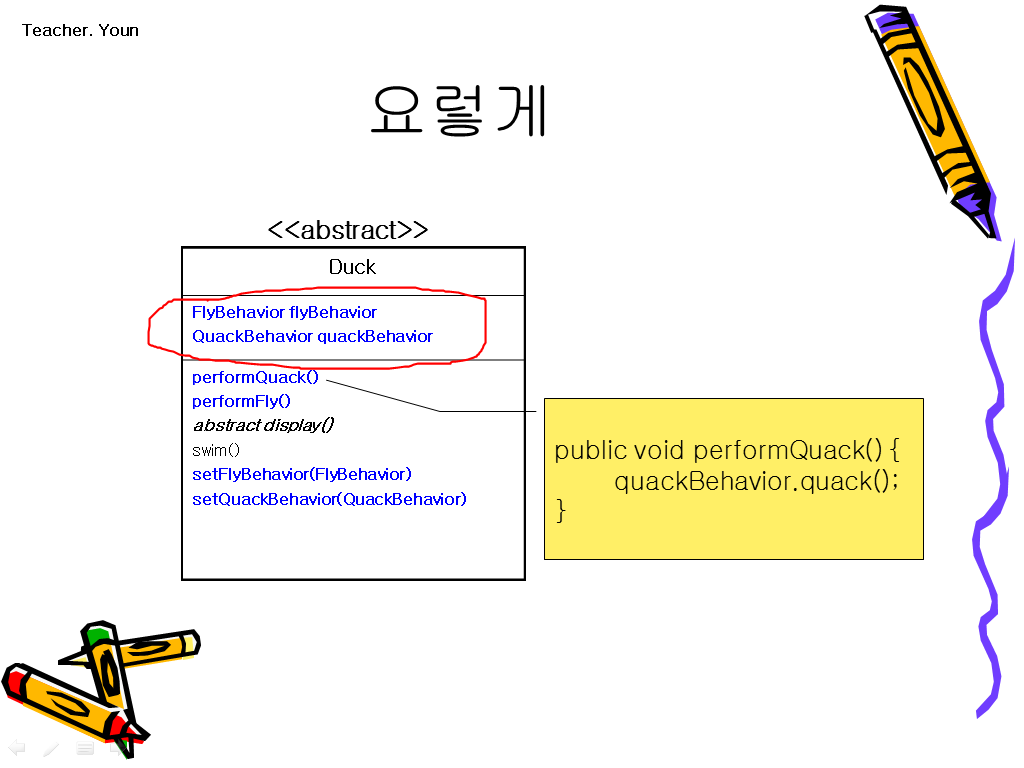 Teacher. Youn
요렇게
<<abstract>>
Duck
FlyBehavior flyBehavior
QuackBehavior quackBehavior
performQuack()
performFly()
abstract display()
swim()
setFlyBehavior(FlyBehavior)
setQuackBehavior(QuackBehavior)
public void performQuack() {
quackBehavior.quack();
}